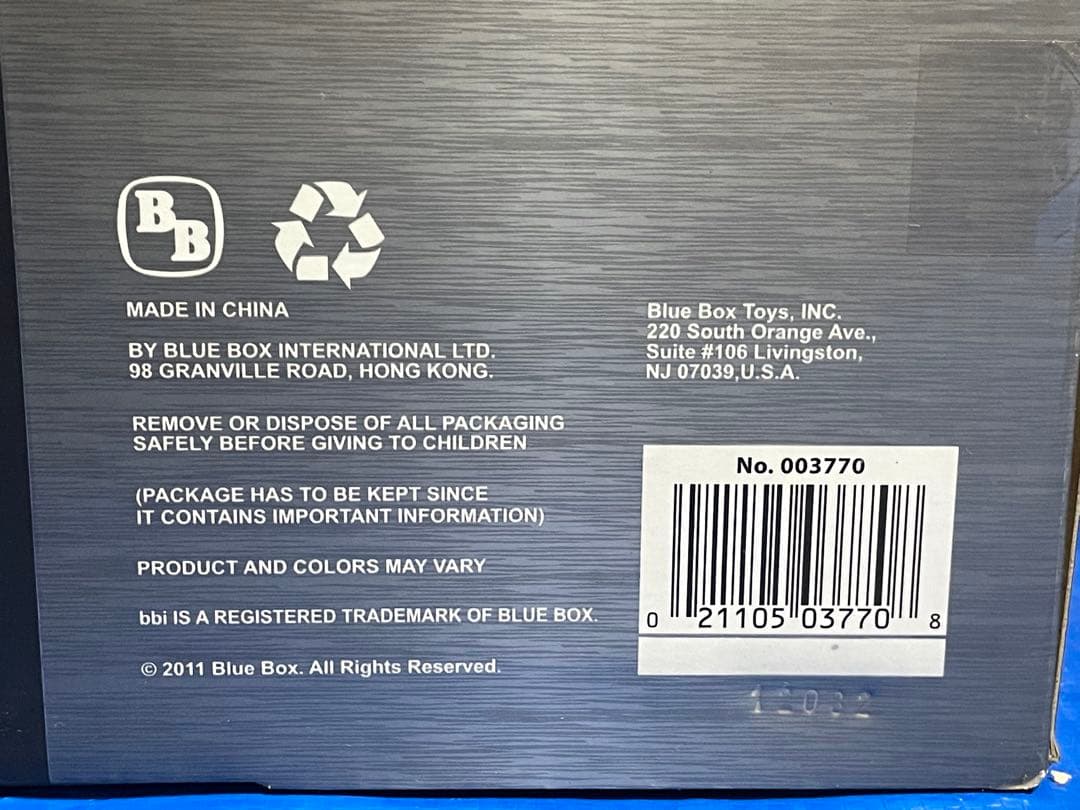 B
B
MADE IN CHINA
BY BLUE BOX INTERNATIONAL LTD.
98 GRANVILLE ROAD, HONG KONG.
REMOVE OR DISPOSE OF ALL PACKAGING
SAFELY BEFORE GIVING TO CHILDREN
(PACKAGE HAS TO BE KEPT SINCE
IT CONTAINS IMPORTANT INFORMATION)
PRODUCT AND COLORS MAY VARY
bbi IS A REGISTERED TRADEMARK OF BLUE BOX.
© 2011 Blue Box. All Rights Reserved.
Blue Box Toys, INC.
220 South Orange Ave.,
Suite #106 Livingston,
NJ 07039,U.S.A.
No. 003770
0 21105 03770 8